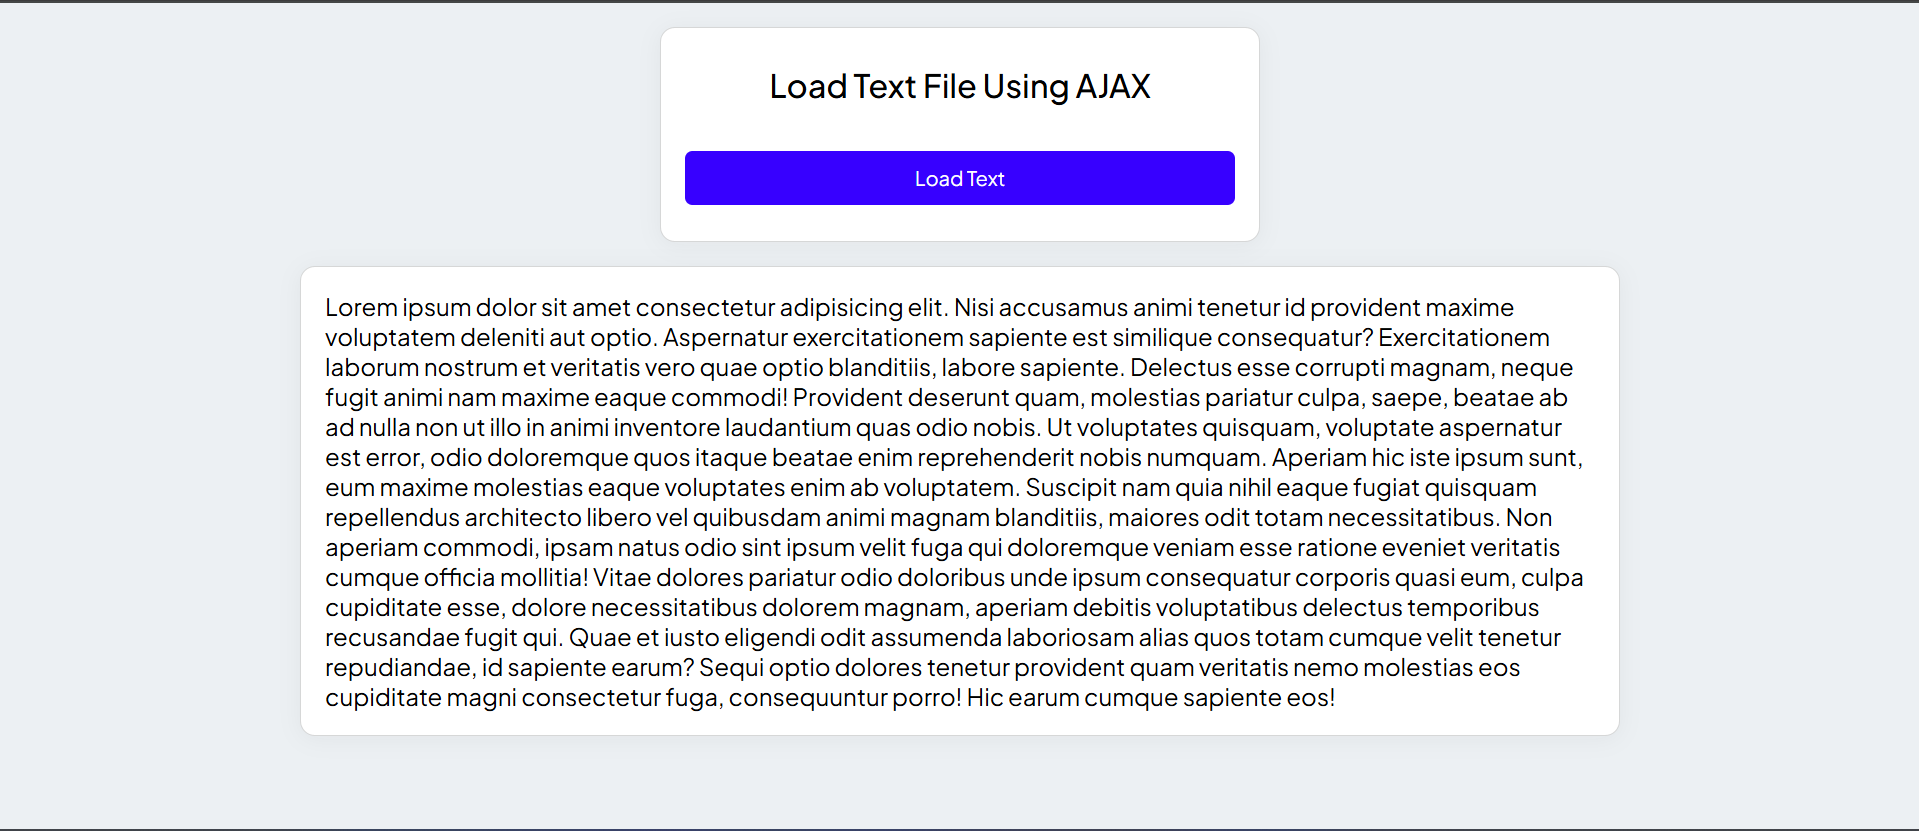 Load Text File Using AJAX
Load Text
Lorem ipsum dolor sit amet consectetur adipisicing elit. Nisi accusamus animi tenetur id provident maxime
voluptatem deleniti aut optio. Aspernatur exercitationem sapiente est similique consequatur? Exercitationem
laborum nostrum et veritatis vero quae optio blanditiis, labore sapiente. Delectus esse corrupti magnam, neque
fugit animi nam maxime eaque commodi! Provident deserunt quam, molestias pariatur culpa, saepe, beatae ab
ad nulla non ut illo in animi inventore laudantium quas odio nobis. Ut voluptates quisquam, voluptate aspernatur
est error, odio doloremque quos itaque beatae enim reprehenderit nobis numquam. Aperiam hic iste ipsum sunt,
eum maxime molestias eaque voluptates enim ab voluptatem. Suscipit nam quia nihil eaque fugiat quisquam
repellendus architecto libero vel quibusdam animi magnam blanditiis, maiores odit totam necessitatibus. Non
aperiam commodi, ipsam natus odio sint ipsum velit fuga qui doloremque veniam esse ratione eveniet veritatis
cumque officia mollitia! Vitae dolores pariatur odio doloribus unde ipsum consequatur corporis quasi eum, culpa
cupiditate esse, dolore necessitatibus dolorem magnam, aperiam debitis voluptatibus delectus temporibus
recusandae fugit qui. Quae et iusto eligendi odit assumenda laboriosam alias quos totam cumque velit tenetur
repudiandae, id sapiente earum? Sequi optio dolores tenetur provident quam veritatis nemo molestias eos
cupiditate magni consectetur fuga, consequuntur porro! Hic earum cumque sapiente eos!